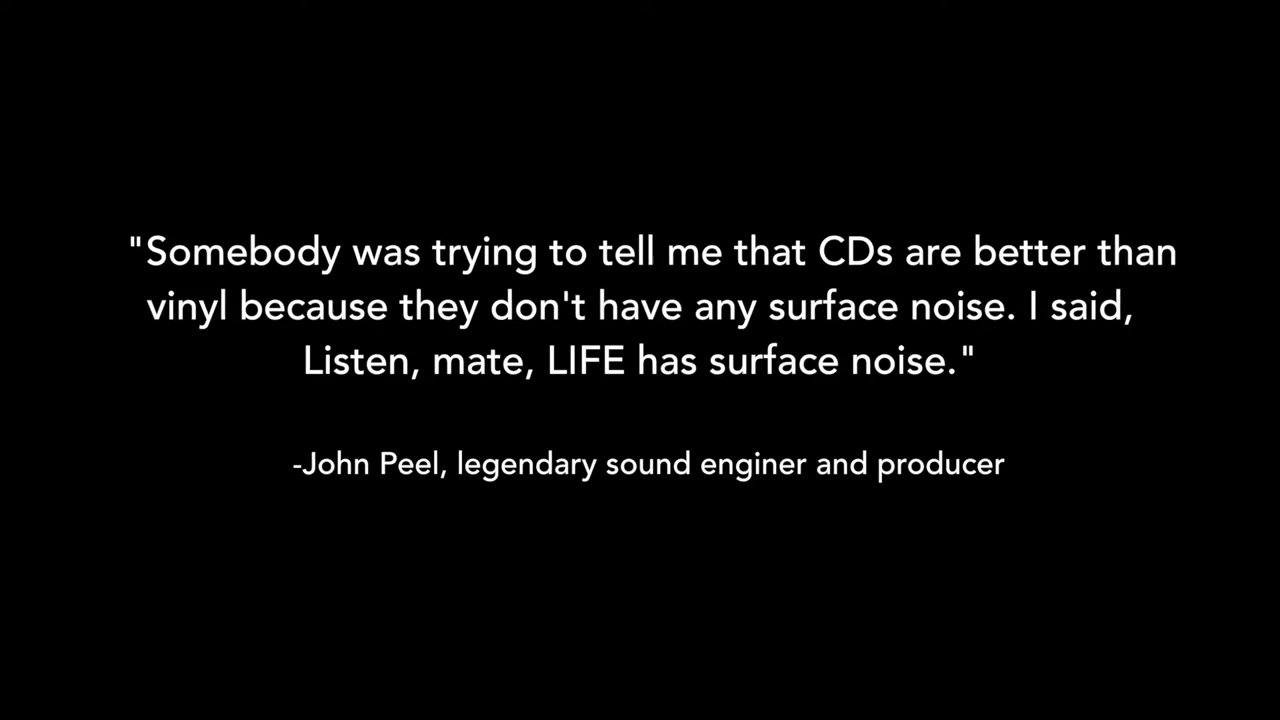 "Somebody was trying to tell me that CDs are better than
vinyl because they don't have any surface noise. I said,
Listen, mate, LIFE has surface noise."
-John Peel, legendary sound enginer and producer